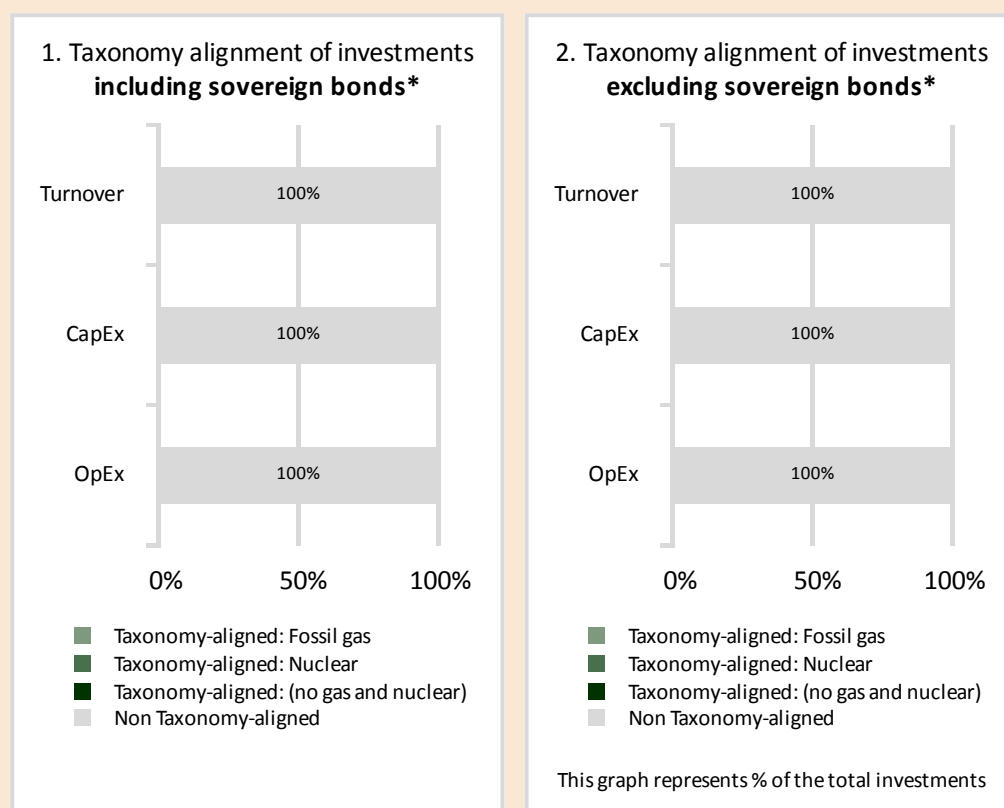 1. Taxonomy alignment of investments
including sovereign bonds*
Turnover
100%
CapEx
100%
OpEx
100%
0% 50% 100%
Taxonomy-aligned: Fossil gas
Taxonomy-aligned: Nuclear
Taxonomy-aligned: (no gas and nuclear)
Non Taxonomy-aligned
2. Taxonomy alignment of investments
excluding sovereign bonds*
Turnover
100%
CapEx
100%
OpEx
100%
0% 50% 100%
Taxonomy-aligned: Fossil gas
Taxonomy-aligned: Nuclear
Taxonomy-aligned: (no gas and nuclear)
Non Taxonomy-aligned
This graph represents % of the total investments